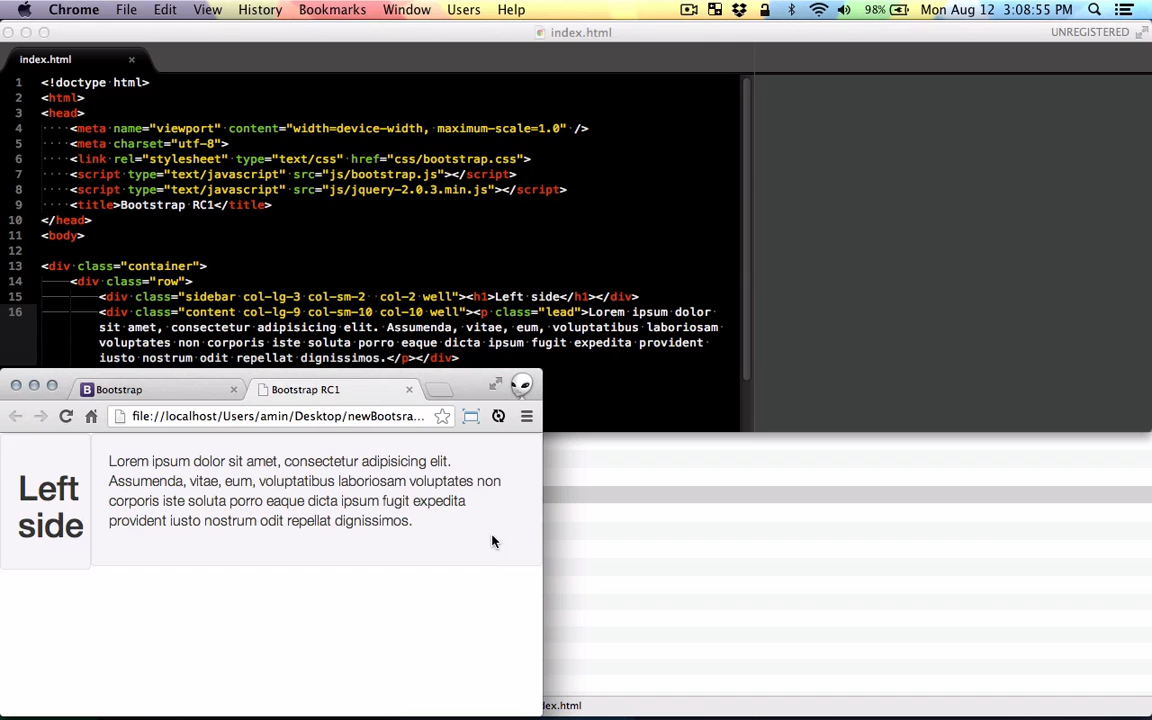 Chrome File Edit View History Bookmarks Window Users Help 98% Mon Aug 12 3:08:55 PM
index.html UNREGISTERED
index.html ×
1 <!doctype html>
2 <html>
3 <head>
4 <meta name="viewport" content="width=device-width, maximum-scale=1.0" />
5 <meta charset="utf-8">
6 <link rel="stylesheet" type="text/css" href="css/bootstrap.css">
7 <script type="text/javascript" src="js/bootstrap.js"></script>
8 <script type="text/javascript" src="js/jquery-2.0.3.min.js"></script>
9 <title>Bootstrap RC1</title>
10 </head>
11 <body>
12
13 <div class="container">
14 <div class="row">
15 <div class="sidebar col-lg-3 col-sm-2  col-2 well"><h1>Left side</h1></div>
16 <div class="content col-lg-9 col-sm-10 col-10 well"><p class="lead">Lorem ipsum dolor
sit amet, consectetur adipisicing elit. Assumenda, vitae, eum, voluptatibus laboriosam
voluptates non corporis iste soluta porro eaque dicta ipsum fugit expedita provident
iusto nostrum odit repellat dignissimos.</p></div>
B Bootstrap × Bootstrap RC1 ×
file://localhost/Users/amin/Desktop/newBootsra...
Left
side
Lorem ipsum dolor sit amet, consectetur adipisicing elit.
Assumenda, vitae, eum, voluptatibus laboriosam voluptates non
corporis iste soluta porro eaque dicta ipsum fugit expedita
provident iusto nostrum odit repellat dignissimos.
dex.html